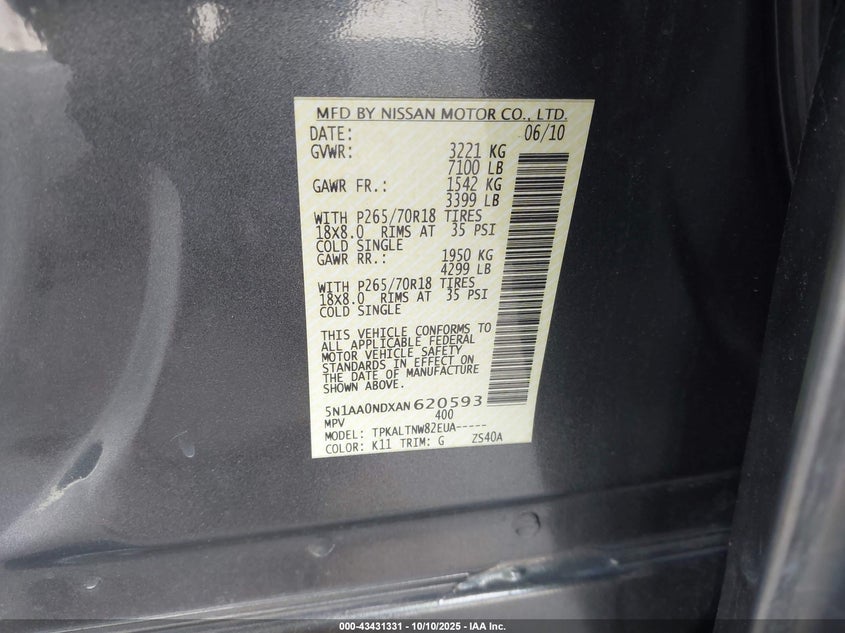 MFD BY NISSAN MOTOR CO., LTD.
DATE: 06/10
GVWR: 3221 KG
7100 LB
GAWR FR.: 1542 KG
3399 LB
WITH P265/70R18 TIRES
18x8.0 RIMS AT 35 PSI
COLD SINGLE
GAWR RR.: 1950 KG
4299 LB
WITH P265/70R18 TIRES
18x8.0 RIMS AT 35 PSI
COLD SINGLE
THIS VEHICLE CONFORMS TO
ALL APPLICABLE FEDERAL
MOTOR VEHICLE SAFETY
STANDARDS IN EFFECT ON
THE DATE OF MANUFACTURE
SHOWN ABOVE.
5N1AA0NDXAN620593
MPV 400
MODEL: TPKALTNW82EUA-----
COLOR: K11 TRIM: G ZS40A
000-43431331 - 10/10/2025 - IAA Inc.